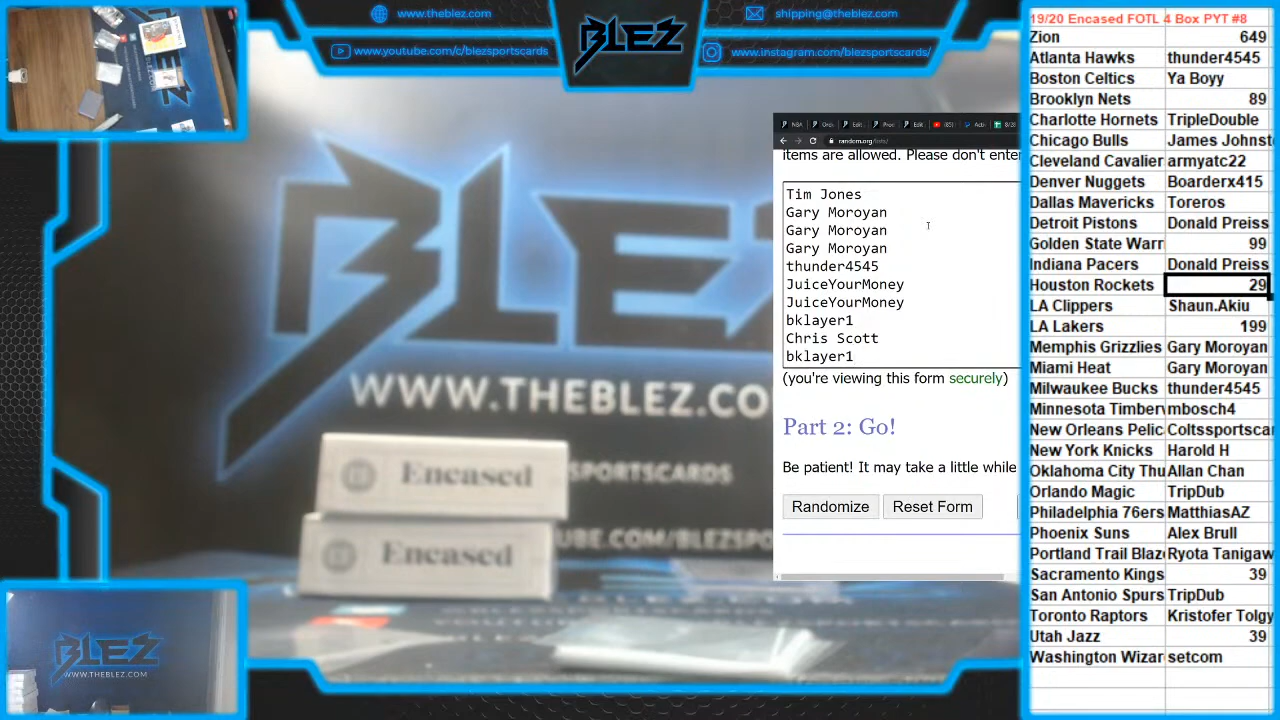 www.theblez.com
shipping@theblez.com
www.youtube.com/c/blezsportscards
BLEZ
www.instagram.com/blezsportscards/
random.org/lists/
items are allowed. Please don't enter
Tim Jones
Gary Moroyan
Gary Moroyan
Gary Moroyan
thunder4545
JuiceYourMoney
JuiceYourMoney
bklayer1
Chris Scott
bklayer1
(you're viewing this form securely)
Part 2: Go!
Be patient! It may take a little while
Randomize Reset Form
BLEZ
WWW.THEBLEZ.CO
SPORTSCARDS
UBE.COM/BLEZSPO
Encased
Encased
BLEZ
WWW.THEBLEZ.COM
19/20 Encased FOTL 4 Box PYT #8
Zion 649
Atlanta Hawks thunder4545
Boston Celtics Ya Boyy
Brooklyn Nets 89
Charlotte Hornets TripleDouble
Chicago Bulls James Johnst
Cleveland Cavalier armyatc22
Denver Nuggets Boarderx415
Dallas Mavericks Toreros
Detroit Pistons Donald Preiss
Golden State Warr 99
Indiana Pacers Donald Preiss
Houston Rockets 29
LA Clippers Shaun.Akiu
LA Lakers 199
Memphis Grizzlies Gary Moroyan
Miami Heat Gary Moroyan
Milwaukee Bucks thunder4545
Minnesota Timberv mbosch4
New Orleans Pelic Coltssportscar
New York Knicks Harold H
Oklahoma City Thu Allan Chan
Orlando Magic TripDub
Philadelphia 76ers MatthiasAZ
Phoenix Suns Alex Brull
Portland Trail Blaz Ryota Tanigaw
Sacramento Kings 39
San Antonio Spurs TripDub
Toronto Raptors Kristofer Tolgy
Utah Jazz 39
Washington Wizar setcom